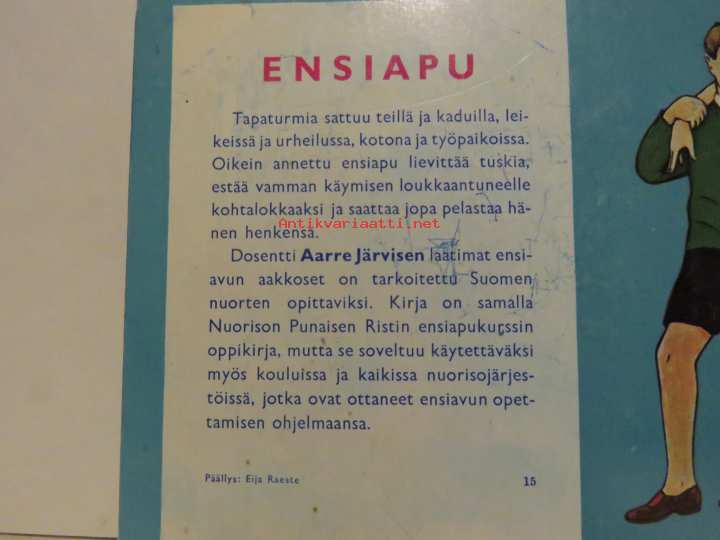 ENSIAPU
Tapaturmia sattuu teillä ja kaduilla, lei-
keissä ja urheilussa, kotona ja työpaikoissa.
Oikein annettu ensiapu lievittää tuskia,
estää vamman käymisen loukkaantuneelle
kohtalokkaaksi ja saattaa jopa pelastaa hä-
Antikvariaatti.net
nen henkensä.
Dosentti Aarre Järvisen laatimat ensi-
avun aakkoset on tarkoitettu Suomen
nuorten opittaviksi. Kirja on samalla
Nuorison Punaisen Ristin ensiapukurssin
oppikirja, mutta se soveltuu käytettäväksi
myös kouluissa ja kaikissa nuorisojärjes-
töissä, jotka ovat ottaneet ensiavun opet-
tamisen ohjelmaansa.
Päällys: Eija Raeste 15